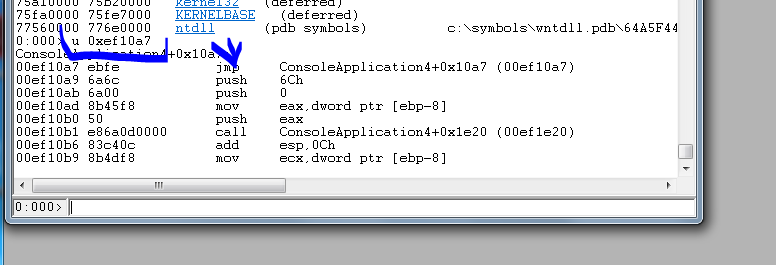 75a10000 75b20000 kernel32 (deferred)
75fa0000 75fe7000 KERNELBASE (deferred)
77560000 776e0000 ntdll (pdb symbols) c:\symbols\wntdll.pdb\64A5F44
0:000> u 0xef10a7
ConsoleApplication4+0x10a7
00ef10a7 ebfe jmp ConsoleApplication4+0x10a7 (00ef10a7)
00ef10a9 6a6c push 6Ch
00ef10ab 6a00 push 0
00ef10ad 8b45f8 mov eax,dword ptr [ebp-8]
00ef10b0 50 push eax
00ef10b1 e86a0d0000 call ConsoleApplication4+0x1e20 (00ef1e20)
00ef10b6 83c40c add esp,0Ch
00ef10b9 8b4df8 mov ecx,dword ptr [ebp-8]
0:000>